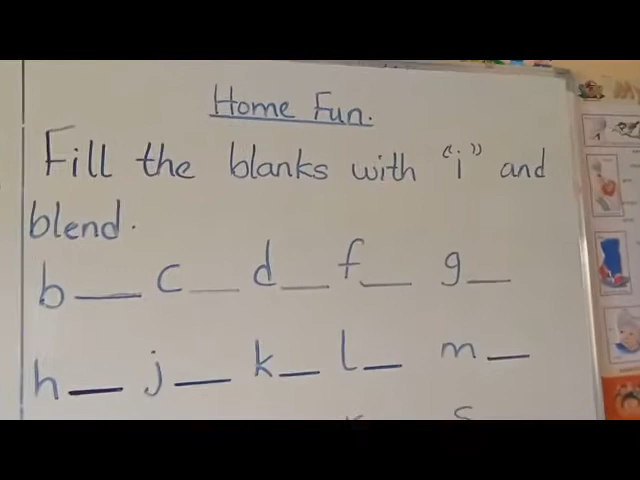 Home Fun.
Fill the blanks with "i" and
blend.
b__ c__ d__ f__ g__
h__ j__ k__ l__ m__